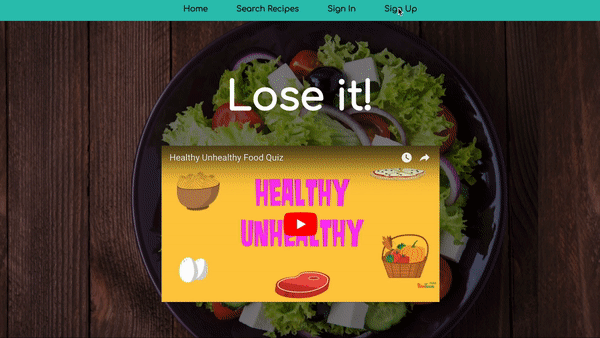 Home Search Recipes Sign In Sign Up
Lose it!
Healthy Unhealthy Food Quiz
HEALTHY
UNHEALTHY